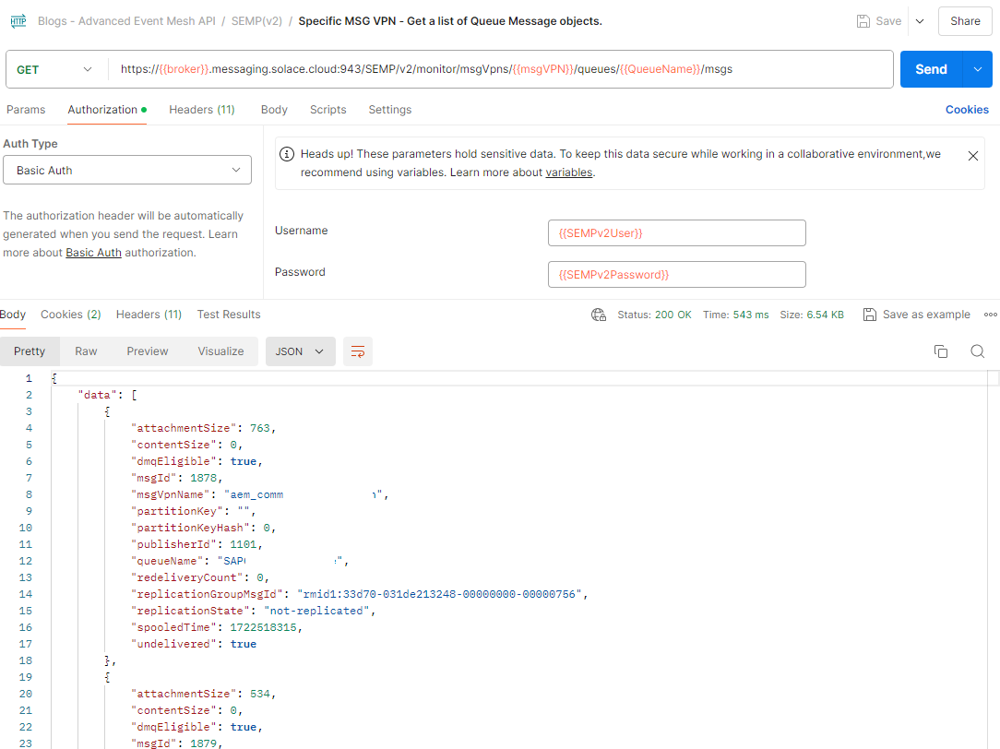 HTTP Blogs - Advanced Event Mesh API / SEMP(v2) / Specific MSG VPN - Get a list of Queue Message objects. Save Share
GET https://{{broker}}.messaging.solace.cloud:943/SEMP/v2/monitor/msgVpns/{{msgVPN}}/queues/{{QueueName}}/msgs Send
Params Authorization Headers (11) Body Scripts Settings Cookies
Auth Type
Basic Auth
The authorization header will be automatically
generated when you send the request. Learn
more about Basic Auth authorization.
Heads up! These parameters hold sensitive data. To keep this data secure while working in a collaborative environment,we
recommend using variables. Learn more about variables.
Username {{SEMPv2User}}
Password {{SEMPv2Password}}
Body Cookies (2) Headers (11) Test Results Status: 200 OK Time: 543 ms Size: 6.54 KB Save as example
Pretty Raw Preview Visualize JSON
1 {
2 "data": [
3 {
4 "attachmentSize": 763,
5 "contentSize": 0,
6 "dmqEligible": true,
7 "msgId": 1878,
8 "msgVpnName": "aem_comm ",
9 "partitionKey": "",
10 "partitionKeyHash": 0,
11 "publisherId": 1101,
12 "queueName": "SAP ",
13 "redeliveryCount": 0,
14 "replicationGroupMsgId": "rmid1:33d70-031de213248-00000000-00000756",
15 "replicationState": "not-replicated",
16 "spooledTime": 1722518315,
17 "undelivered": true
18 },
19 {
20 "attachmentSize": 534,
21 "contentSize": 0,
22 "dmqEligible": true,
23 "msgId": 1879,